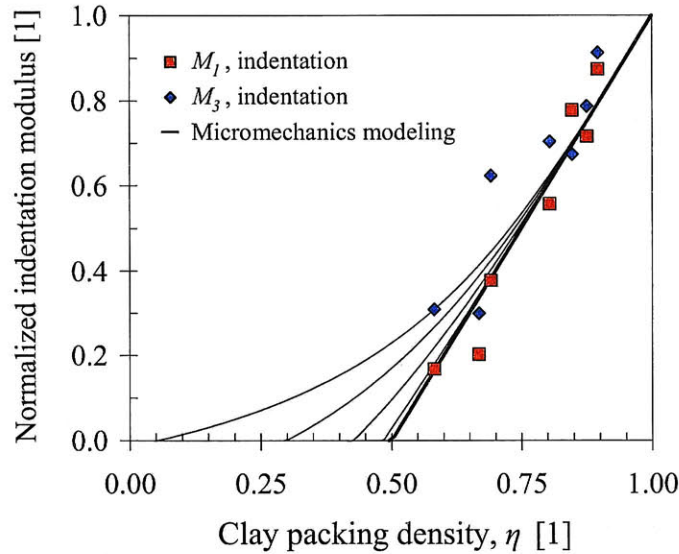 Normalized indentation modulus [1]
1.0
0.8
0.6
0.4
0.2
0.0
M1, indentation
M3, indentation
Micromechanics modeling
0.00 0.25 0.50 0.75 1.00
Clay packing density, η [1]